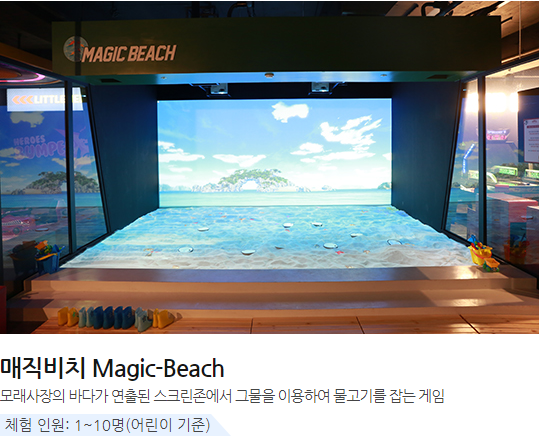 MAGIC BEACH
LITTLE
HEROES
매직비치 Magic-Beach
모래사장의 바다가 연출된 스크린존에서 그물을 이용하여 물고기를 잡는 게임
체험 인원: 1~10명(어린이 기준)